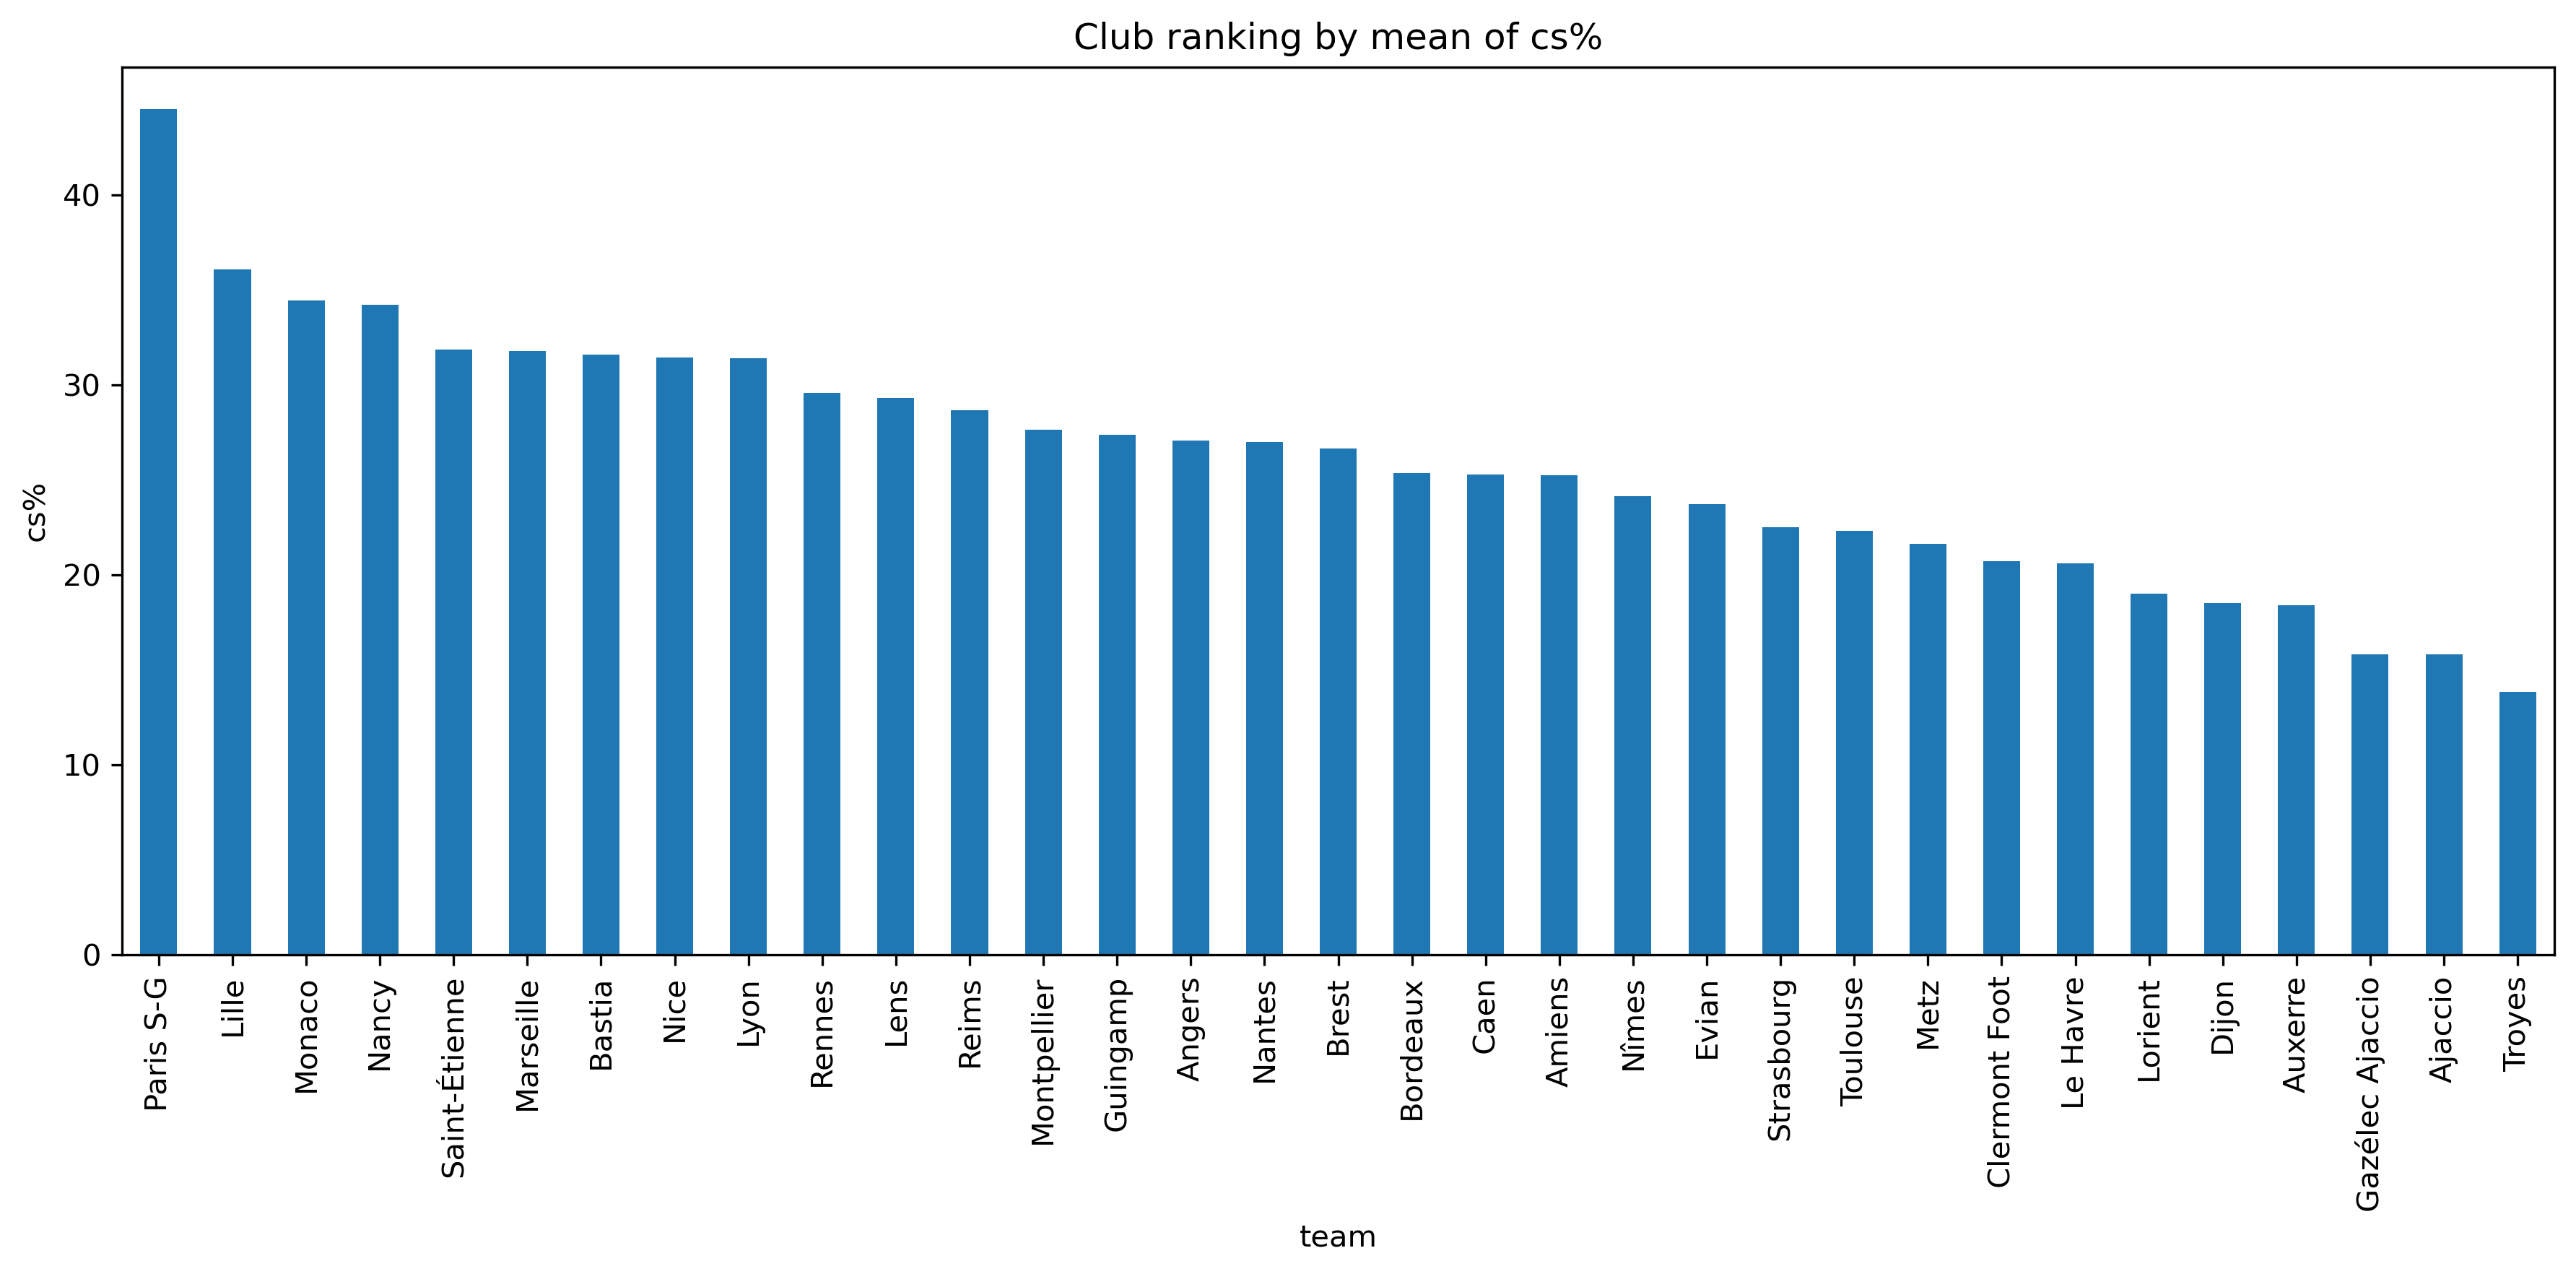 Club ranking by mean of cs%
cs%
40
30
20
10
0
Paris S-G
Lille
Monaco
Nancy
Saint-Étienne
Marseille
Bastia
Nice
Lyon
Rennes
Lens
Reims
Montpellier
Guingamp
Angers
Nantes
Brest
Bordeaux
Caen
Amiens
Nîmes
Evian
Strasbourg
Toulouse
Metz
Clermont Foot
Le Havre
Lorient
Dijon
Auxerre
Gazélec Ajaccio
Ajaccio
Troyes
team